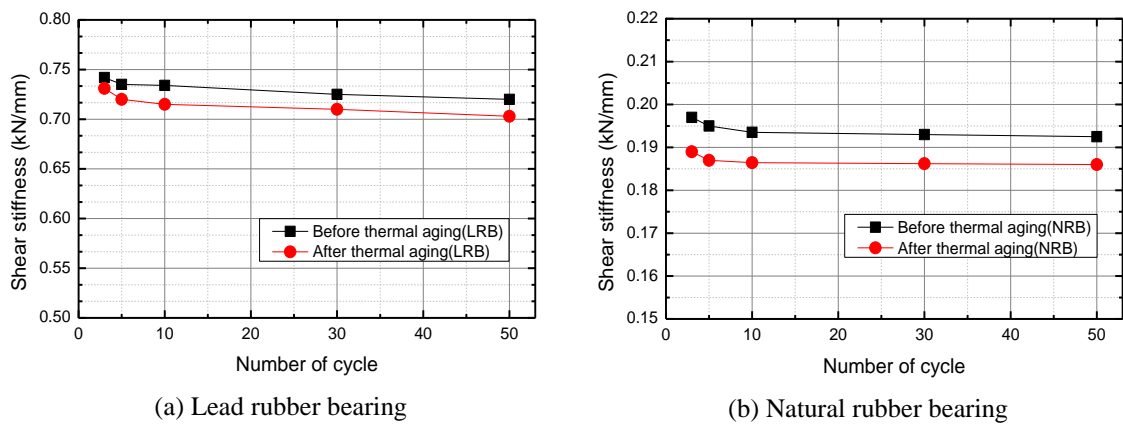 0.80
0.75
0.70
0.65
0.60
0.55
0.50
Shear stiffness (kN/mm)
Before thermal aging(LRB)
After thermal aging(LRB)
0 10 20 30 40 50
Number of cycle
(a) Lead rubber bearing
0.22
0.21
0.20
0.19
0.18
0.17
0.16
0.15
Shear stiffness (kN/mm)
Before thermal aging(NRB)
After thermal aging(NRB)
0 10 20 30 40 50
Number of cycle
(b) Natural rubber bearing